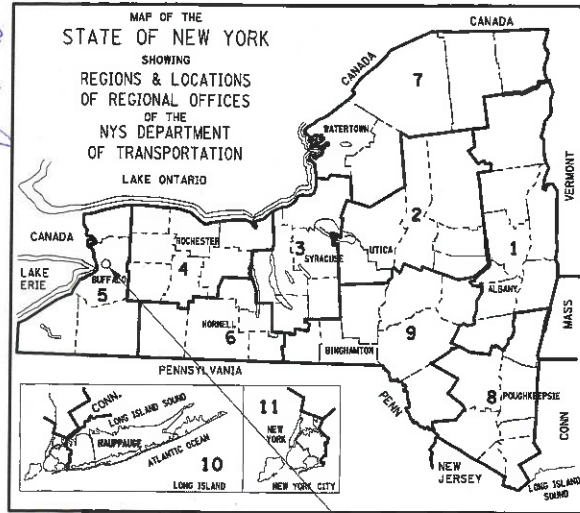 MAP OF THE
STATE OF NEW YORK
SHOWING
REGIONS & LOCATIONS
OF REGIONAL OFFICES
OF THE
NYS DEPARTMENT
OF TRANSPORTATION
LAKE ONTARIO
CANADA
CANADA
7
WATERTOWN
VERMONT
CANADA
LAKE
ERIE
BUFFALO
5
ROCHESTER
4
3
SYRACUSE
UTICA
2
1
ALBANY
MASS
HORNELL
6
BINGHAMTON
9
PENNSYLVANIA
PENN
8
POUGHKEEPSIE
CONN
NEW
JERSEY
LONG ISLAND
SOUND
CONN.
LONG ISLAND SOUND
HAUPPAUGE
ATLANTIC OCEAN
10
LONG ISLAND
11
NEW
YORK
NEW YORK CITY